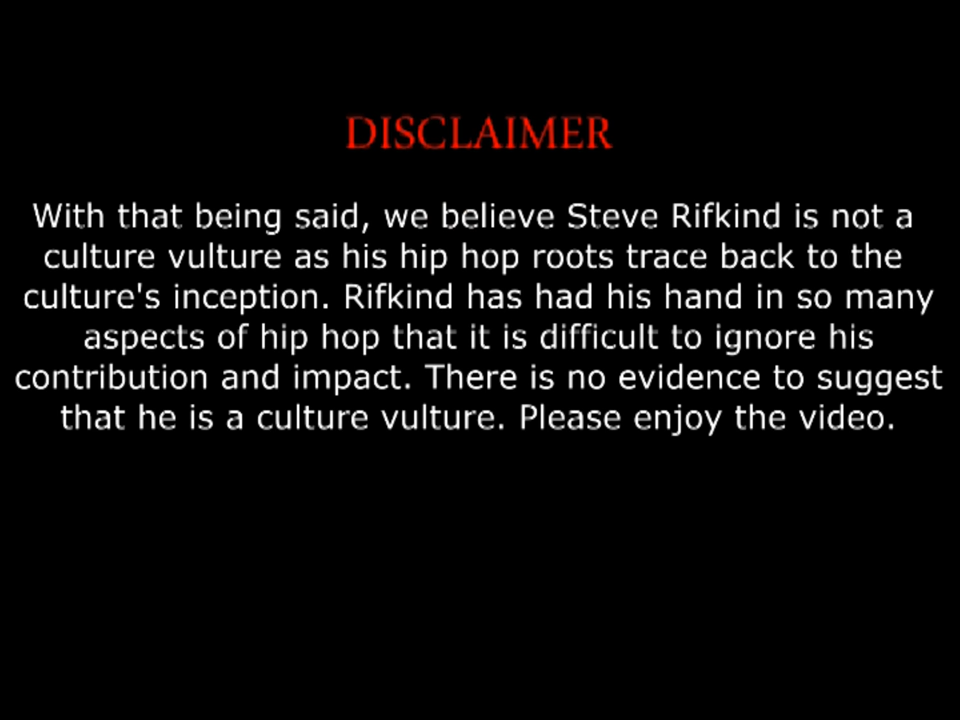 DISCLAIMER
With that being said, we believe Steve Rifkind is not a
culture vulture as his hip hop roots trace back to the
culture's inception. Rifkind has had his hand in so many
aspects of hip hop that it is difficult to ignore his
contribution and impact. There is no evidence to suggest
that he is a culture vulture. Please enjoy the video.